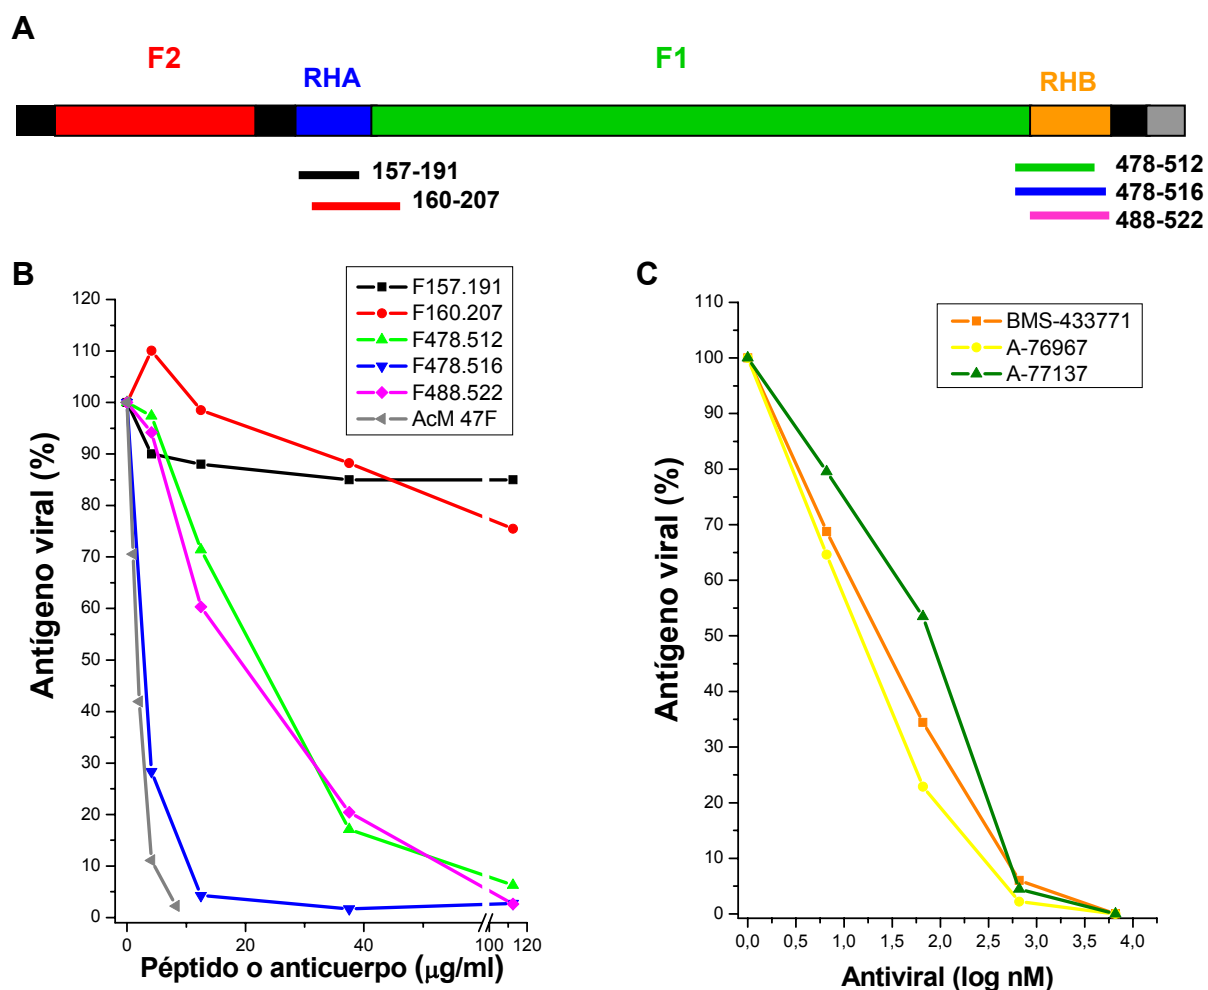 A
F2
F1
RHA
RHB
157-191
160-207
478-512
478-516
488-522
B
F157.191
F160.207
F478.512
F478.516
F488.522
AcM 47F
120
110
100
90
80
70
60
50
40
30
20
10
0
Antígeno viral (%)
0
20
40
100
120
Péptido o anticuerpo (μg/ml)
C
BMS-433771
A-76967
A-77137
110
100
90
80
70
60
50
40
30
20
10
0
Antígeno viral (%)
0,0
0,5
1,0
1,5
2,0
2,5
3,0
3,5
4,0
Antiviral (log nM)